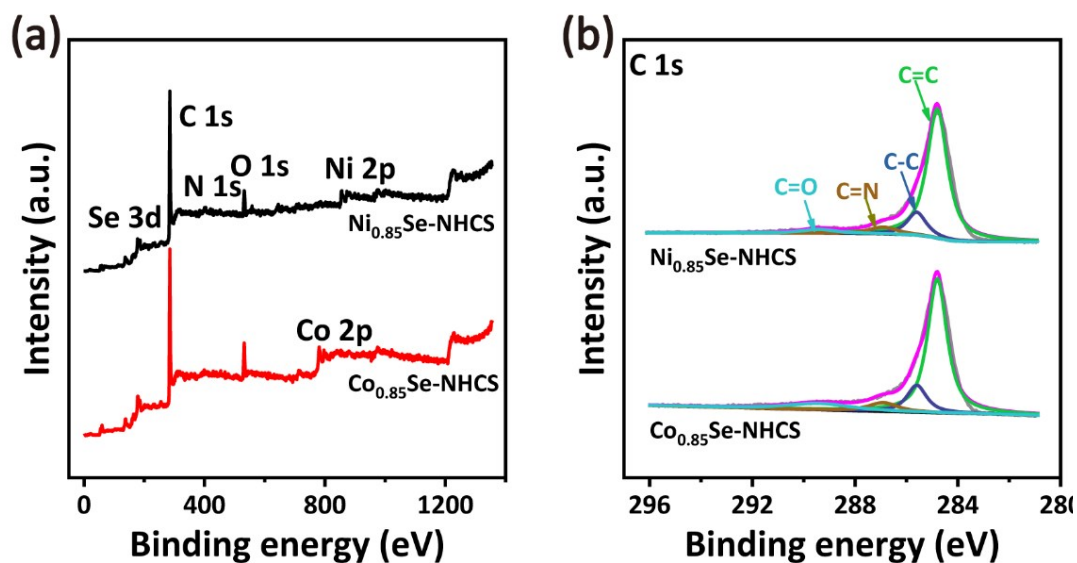 (a)
Intensity (a.u.)
C 1s
O 1s
N 1s
Ni 2p
Se 3d
Ni0.85Se-NHCS
Co 2p
Co0.85Se-NHCS
0 400 800 1200
Binding energy (eV)
(b)
Intensity (a.u.)
C 1s
C=C
C-C
C=O C=N
Ni0.85Se-NHCS
Co0.85Se-NHCS
296 292 288 284 280
Binding energy (eV)